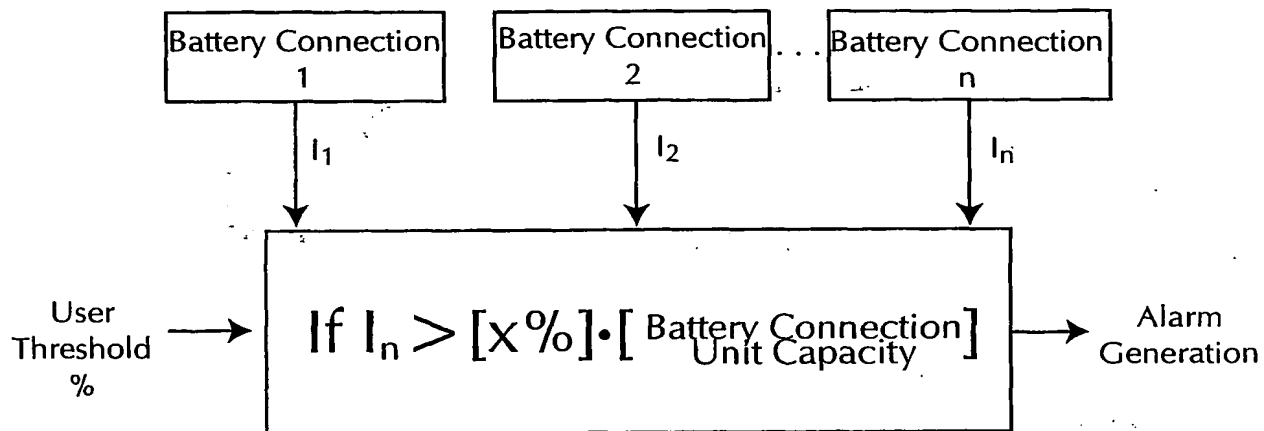 Battery Connection
1
Battery Connection
2
...
Battery Connection
n
I1
I2
In
User
Threshold
%
If In > [x%]•[Battery Connection
Unit Capacity]
Alarm
Generation